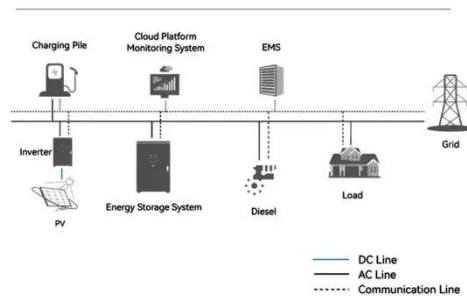 Charging Pile
Cloud Platform
Monitoring System
EMS
Inverter
Grid
PV
Energy Storage System
Diesel
Load
DC Line
AC Line
Communication Line